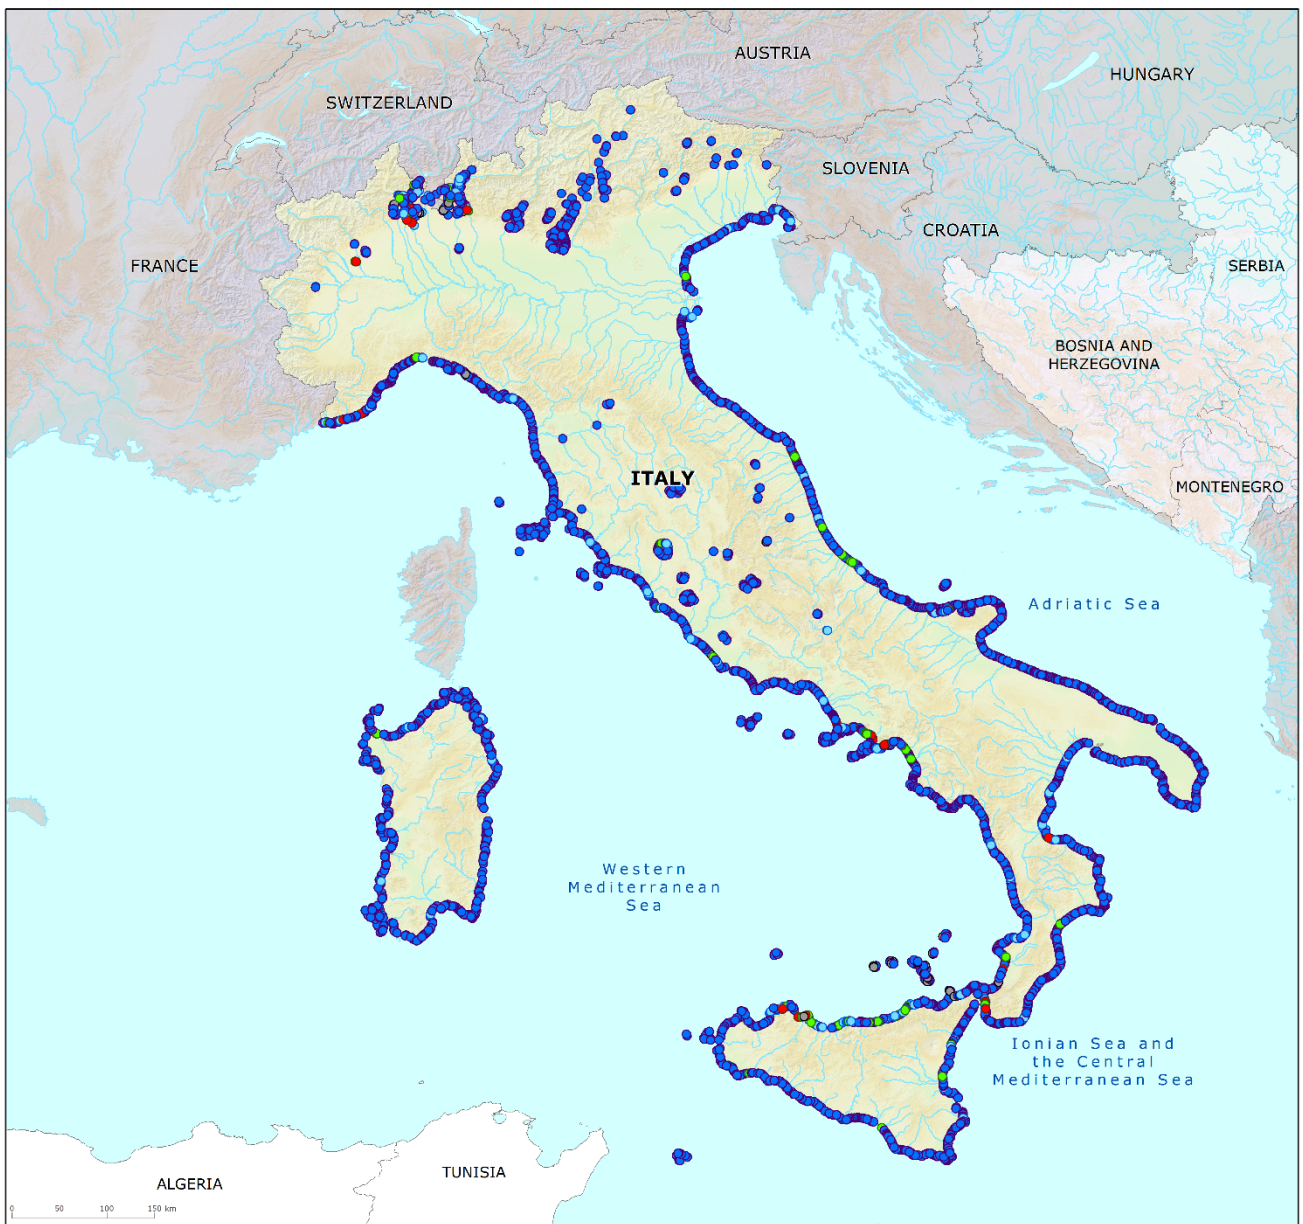 AUSTRIA
HUNGARY
SWITZERLAND
SLOVENIA
CROATIA
FRANCE
SERBIA
BOSNIA AND
HERZEGOVINA
ITALY
MONTENEGRO
Adriatic Sea
Western
Mediterranean
Sea
Ionian Sea and
the Central
Mediterranean Sea
TUNISIA
ALGERIA
0 50 100 150 km